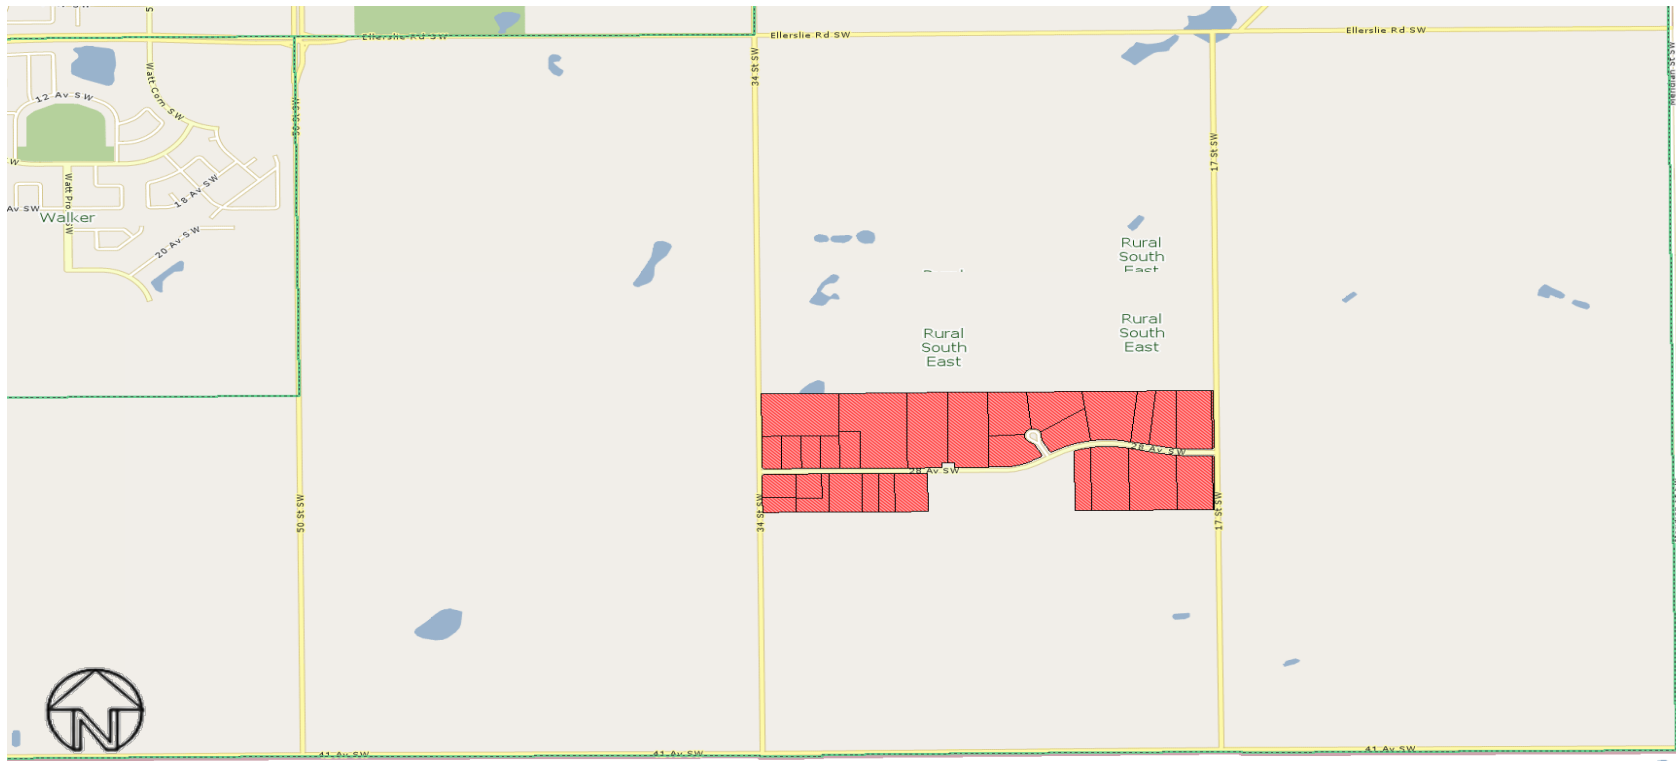 Ellerslie Rd SW
Ellerslie Rd SW
Ellerslie Rd SW
34 St SW
50 St SW
Meridian St SW
12 Av SW
Watt Com. SW
17 St SW
W
18 Av SW
Av SW
Walker
20 Av SW
Rural
South
East
Rural
Rural
South
East
Rural
South
East
28 Av SW
28 Av SW
50 St SW
34 St SW
17 St SW
N
41 Av SW
41 Av SW
41 Av SW